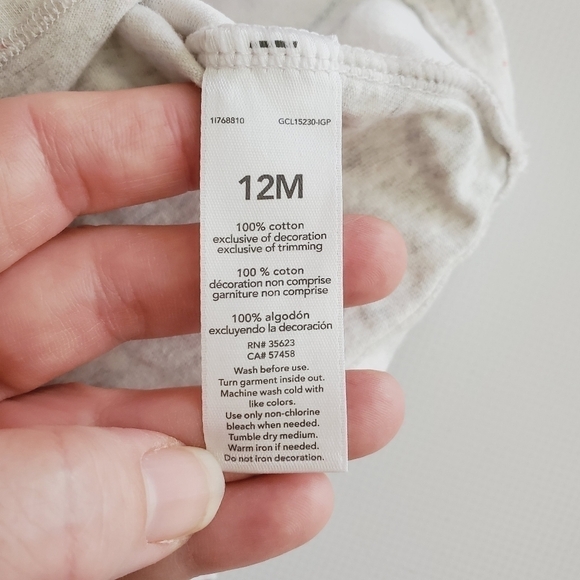 1I768810 GCL15230-IGP
12M
100% cotton
exclusive of decoration
exclusive of trimming
100 % coton
décoration non comprise
garniture non comprise
100% algodón
excluyendo la decoración
RN# 35623
CA# 57458
Wash before use.
Turn garment inside out.
Machine wash cold with
like colors.
Use only non-chlorine
bleach when needed.
Tumble dry medium.
Warm iron if needed.
Do not iron decoration.